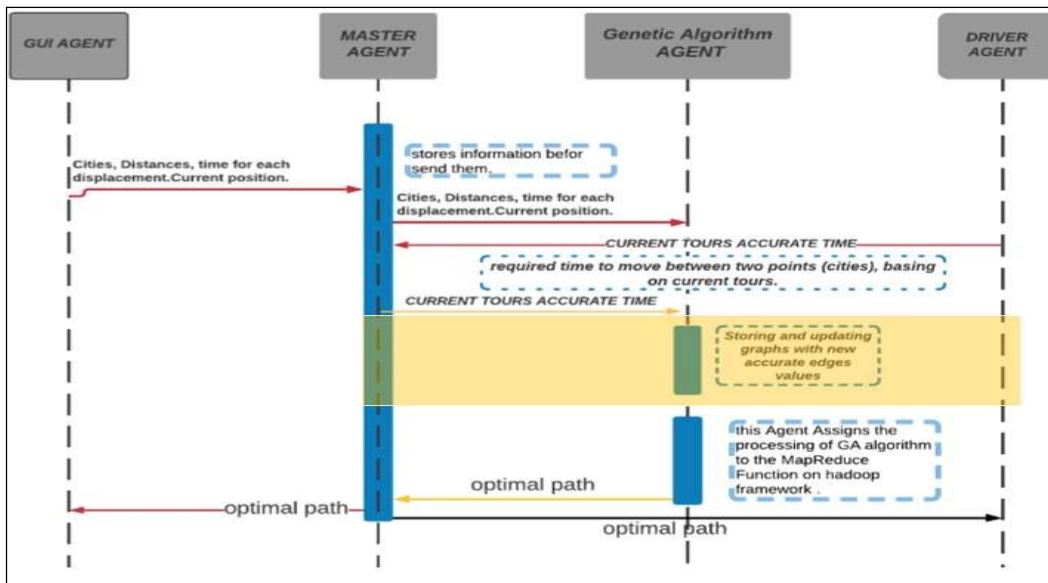 GUI AGENT
MASTER
AGENT
Genetic Algorithm
AGENT
DRIVER
AGENT
stores information befor
send them.
Cities, Distances, time for each
displacement.Current position.
Cities, Distances, time for each
displacement.Current position.
CURRENT TOURS ACCURATE TIME
required time to move between two points (cities), basing
on current tours.
CURRENT TOURS ACCURATE TIME
Storing and updating
graphs with new
accurate edges
values
this Agent Assigns the
processing of GA algorithm
to the MapReduce
Function on hadoop
framework .
optimal path
optimal path
optimal path